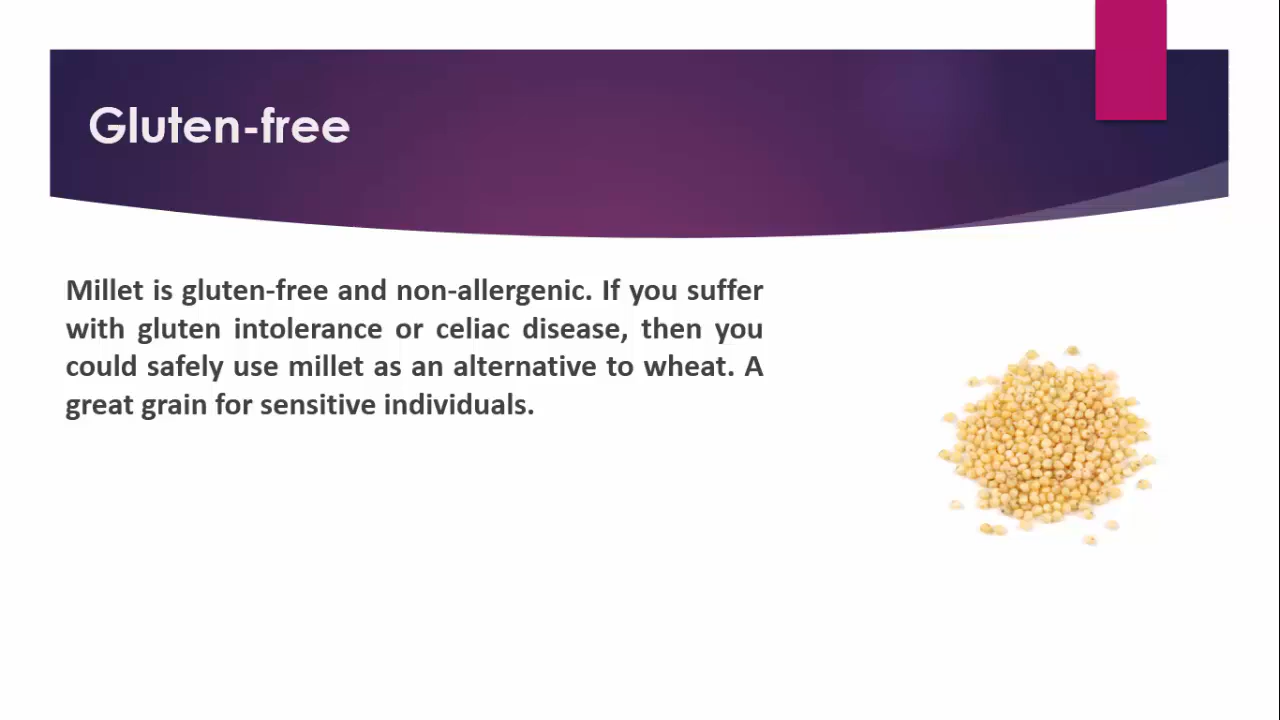 Gluten-free
Millet is gluten-free and non-allergenic. If you suffer
with gluten intolerance or celiac disease, then you
could safely use millet as an alternative to wheat. A
great grain for sensitive individuals.